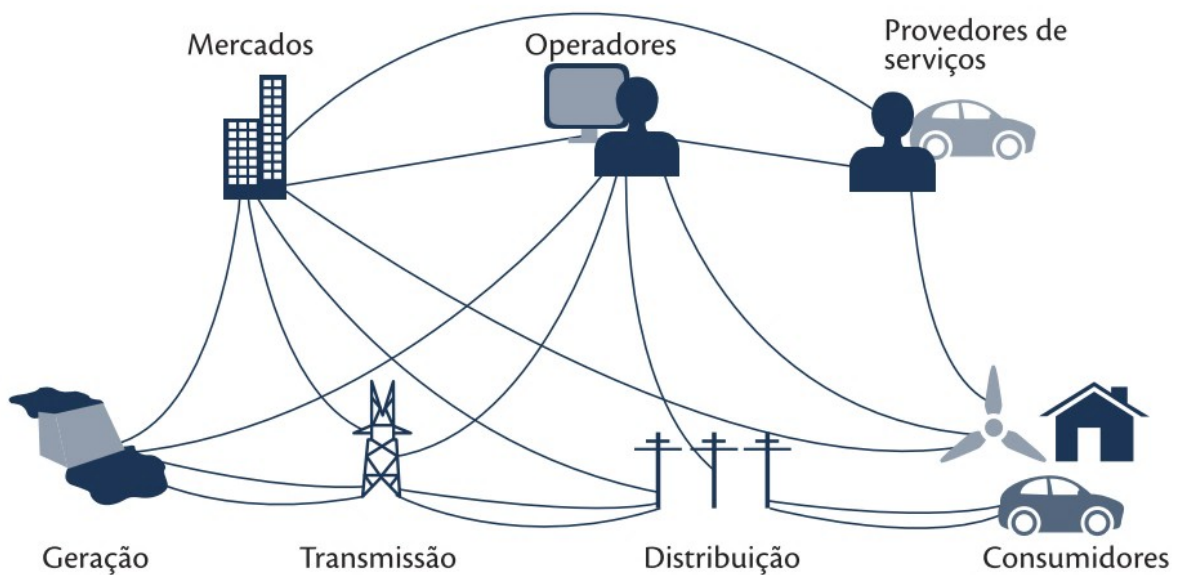 Mercados
Operadores
Provedores de
serviços
Geração
Transmissão
Distribuição
Consumidores